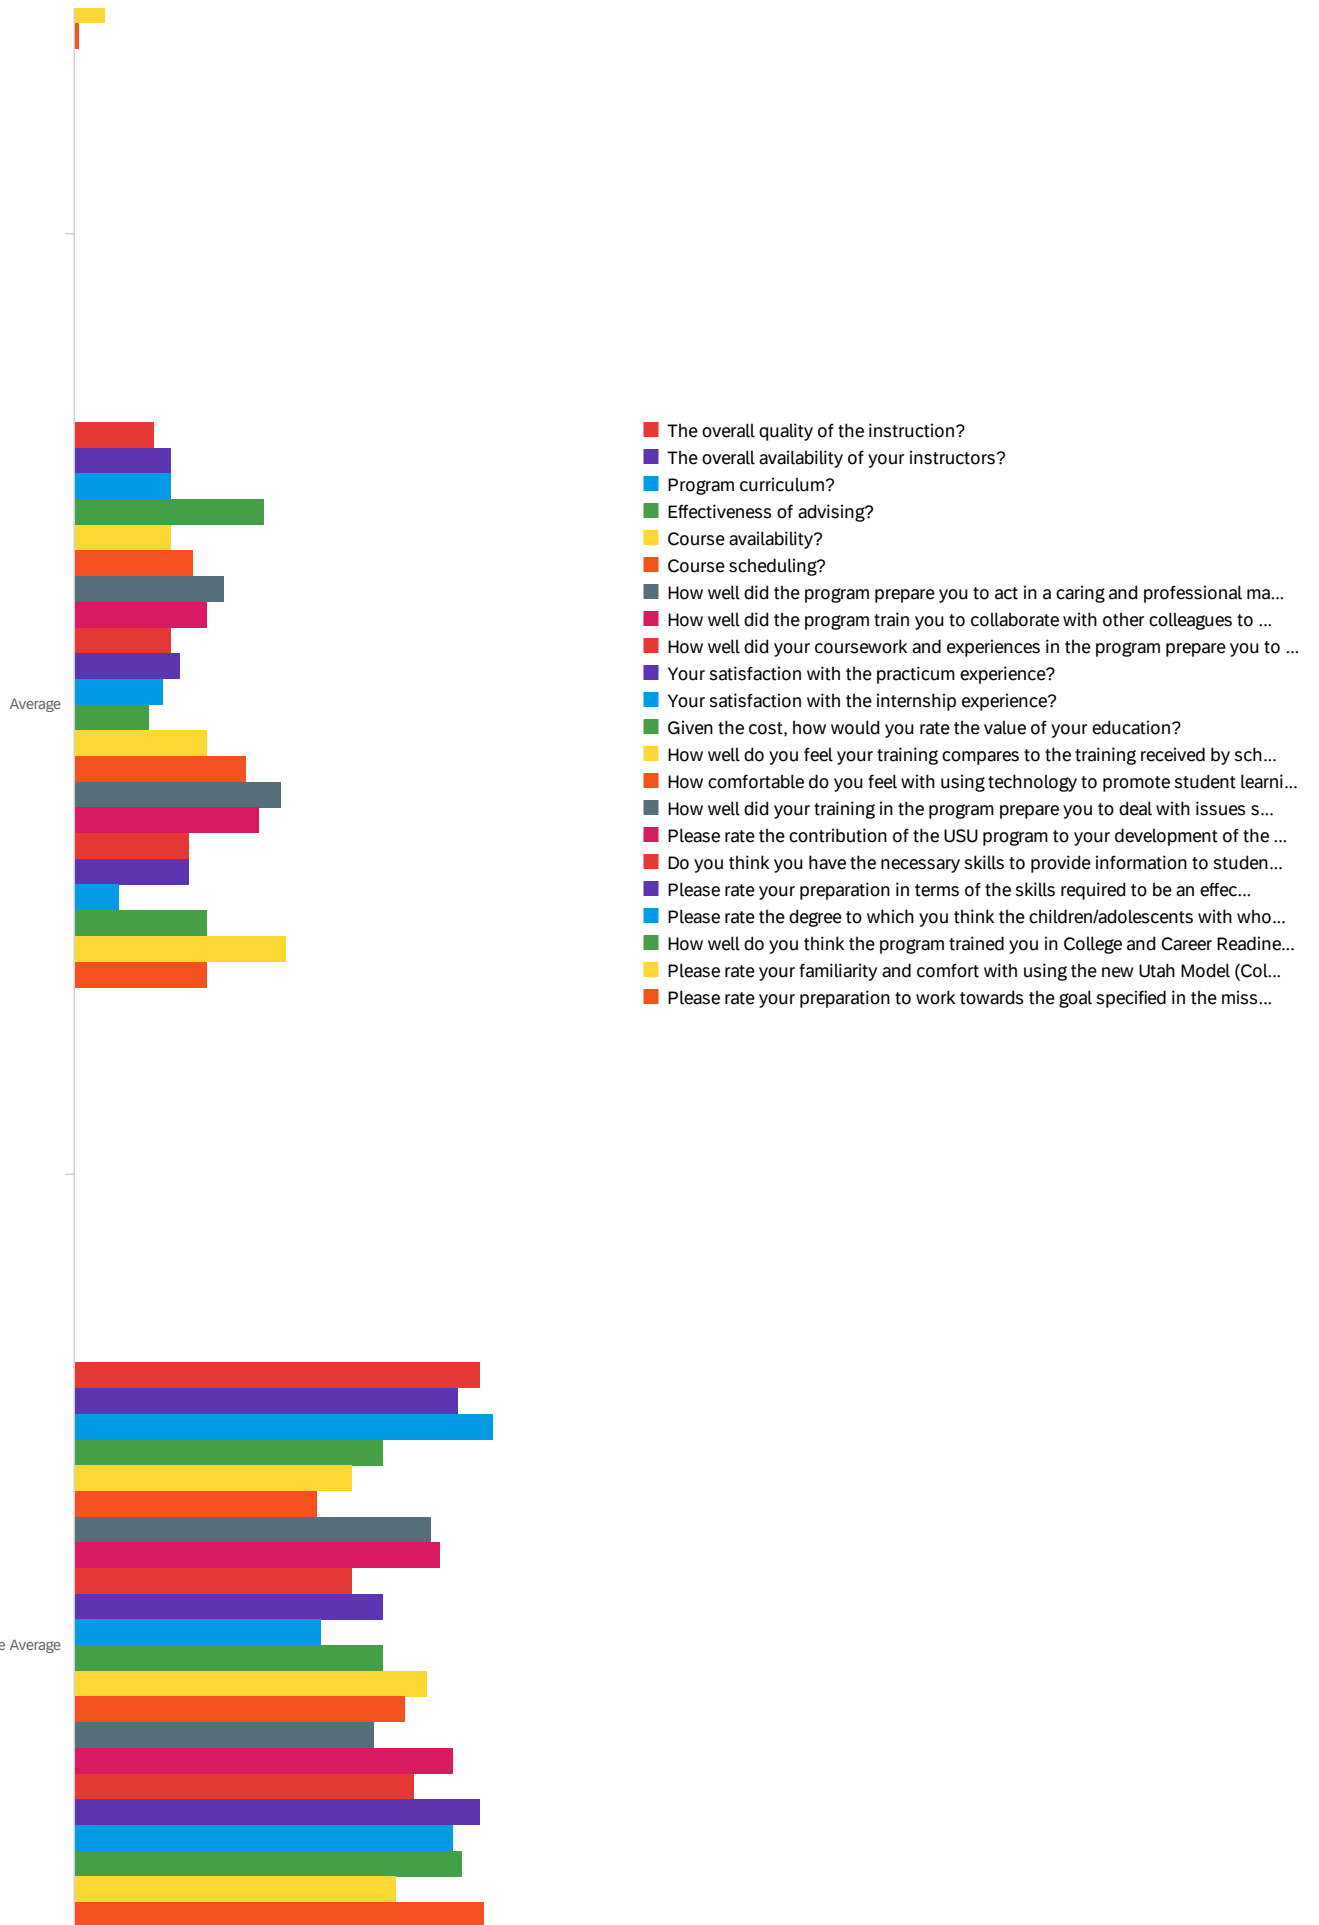 The overall quality of the instruction?
The overall availability of your instructors?
Program curriculum?
Effectiveness of advising?
Course availability?
Course scheduling?
How well did the program prepare you to act in a caring and professional ma...
How well did the program train you to collaborate with other colleagues to ...
How well did your coursework and experiences in the program prepare you to ...
Your satisfaction with the practicum experience?
Your satisfaction with the internship experience?
Average
Given the cost, how would you rate the value of your education?
How well do you feel your training compares to the training received by sch...
How comfortable do you feel with using technology to promote student learni...
How well did your training in the program prepare you to deal with issues s...
Please rate the contribution of the USU program to your development of the ...
Do you think you have the necessary skills to provide information to studen...
Please rate your preparation in terms of the skills required to be an effec...
Please rate the degree to which you think the children/adolescents with who...
How well do you think the program trained you in College and Career Readine...
Please rate your familiarity and comfort with using the new Utah Model (Col...
Please rate your preparation to work towards the goal specified in the miss...
e Average